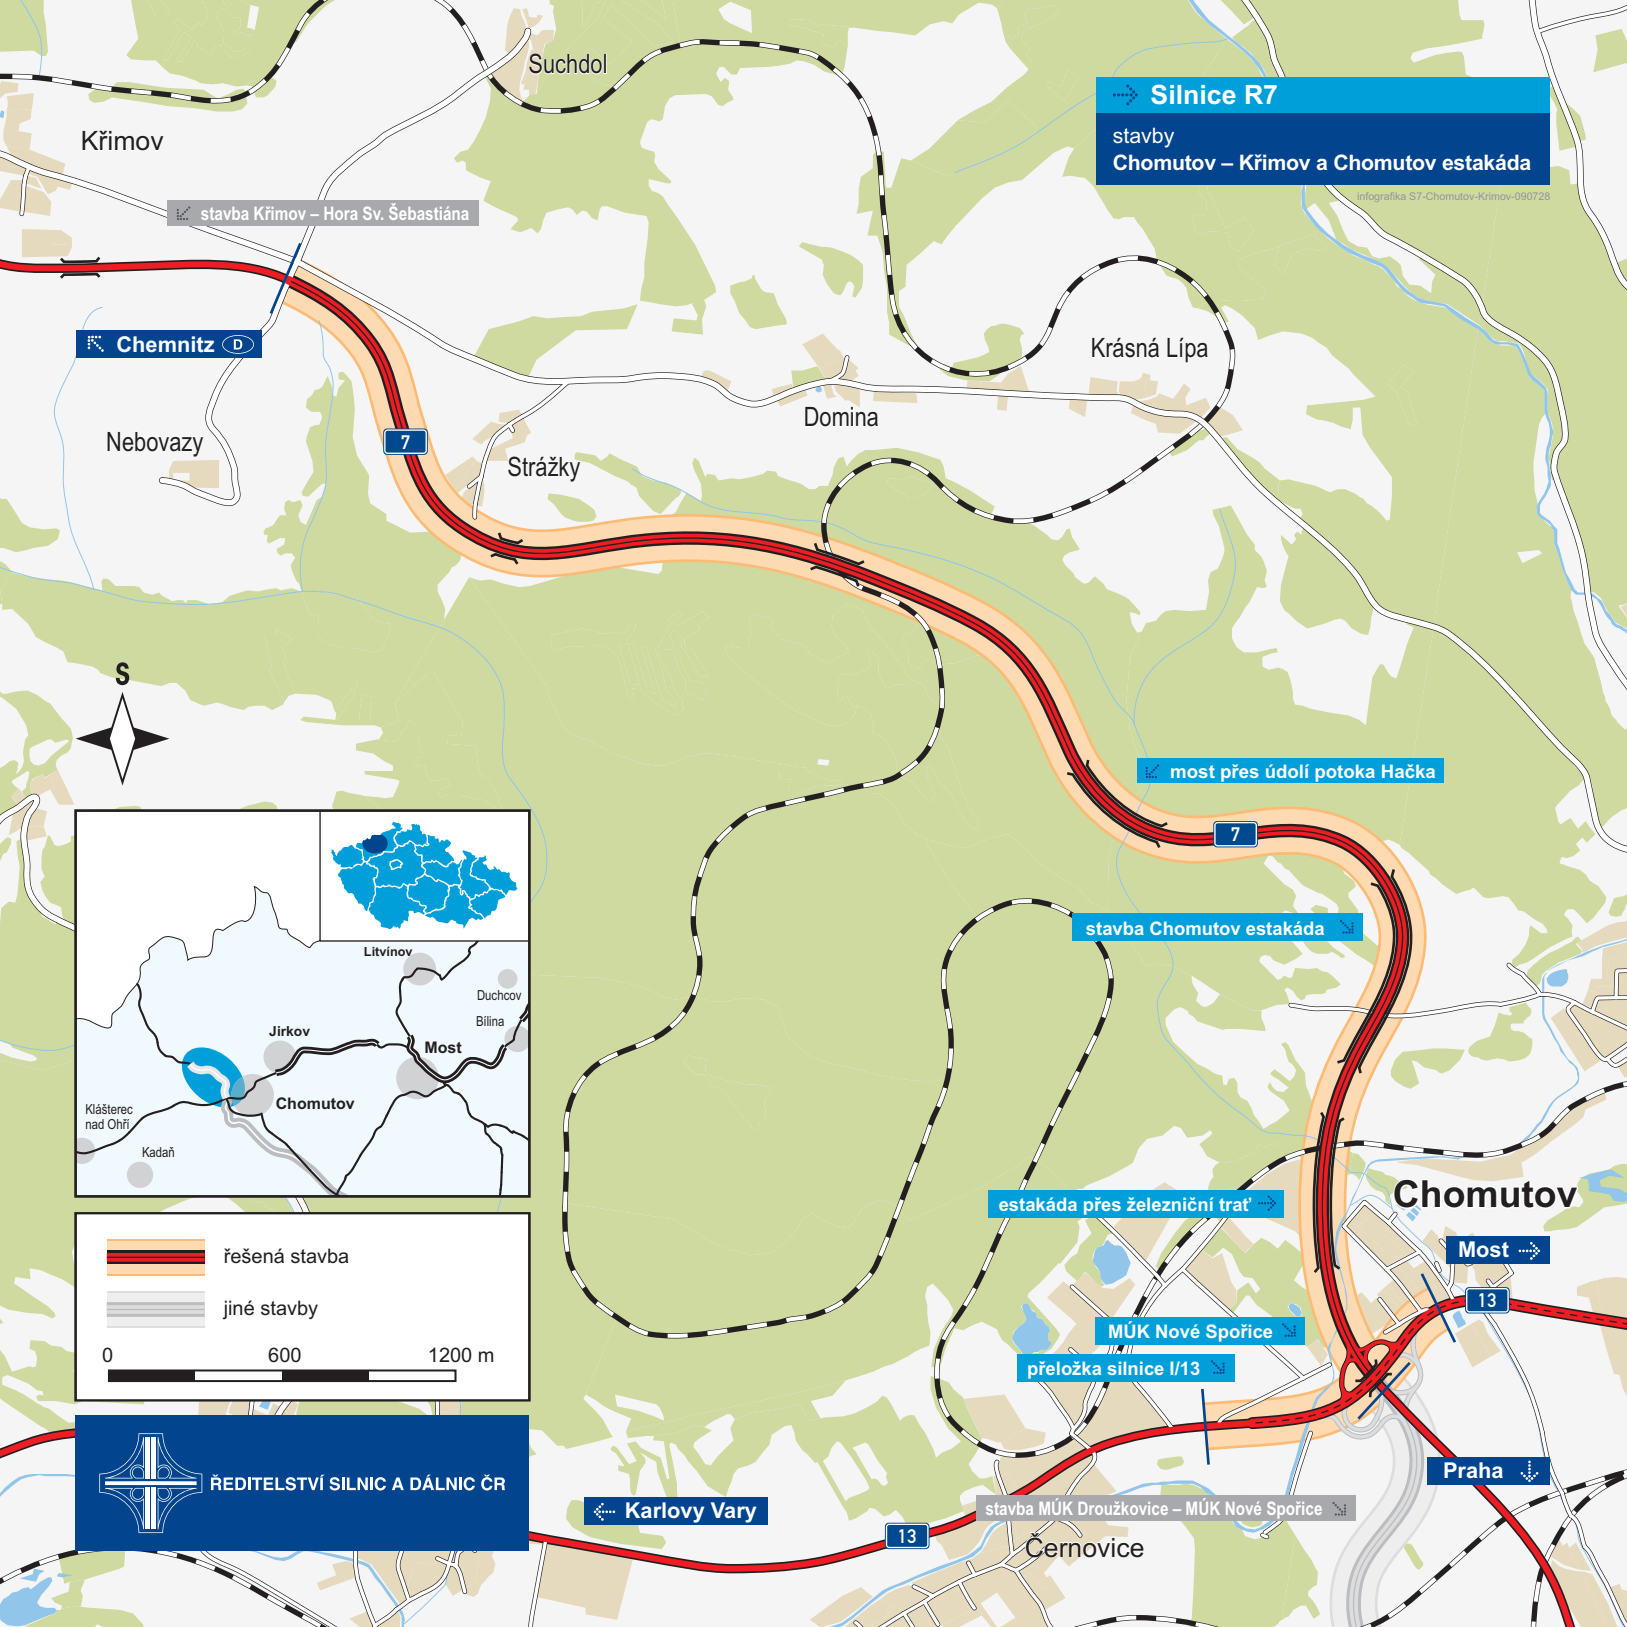 Suchdol
Silnice R7
stavby
Chomutov – Křimov a Chomutov estakáda
infografika S7-Chomutov-Krimov-090728
Křimov
stavba Křimov – Hora Sv. Šebastiána
Chemnitz D
Krásná Lípa
Domina
Nebovazy
7
Strážky
S
most přes údolí potoka Hačka
7
stavba Chomutov estakáda
Litvínov
Duchcov
Bílina
Jirkov
Most
Chomutov
Klášterec
nad Ohří
Kadaň
estakáda přes železniční trať
Chomutov
Most
13
řešená stavba
jiné stavby
0 600 1200 m
MÚK Nové Spořice
přeložka silnice I/13
ŘEDITELSTVÍ SILNIC A DÁLNIC ČR
Praha
Karlovy Vary
stavba MÚK Droužkovice – MÚK Nové Spořice
13
Černovice